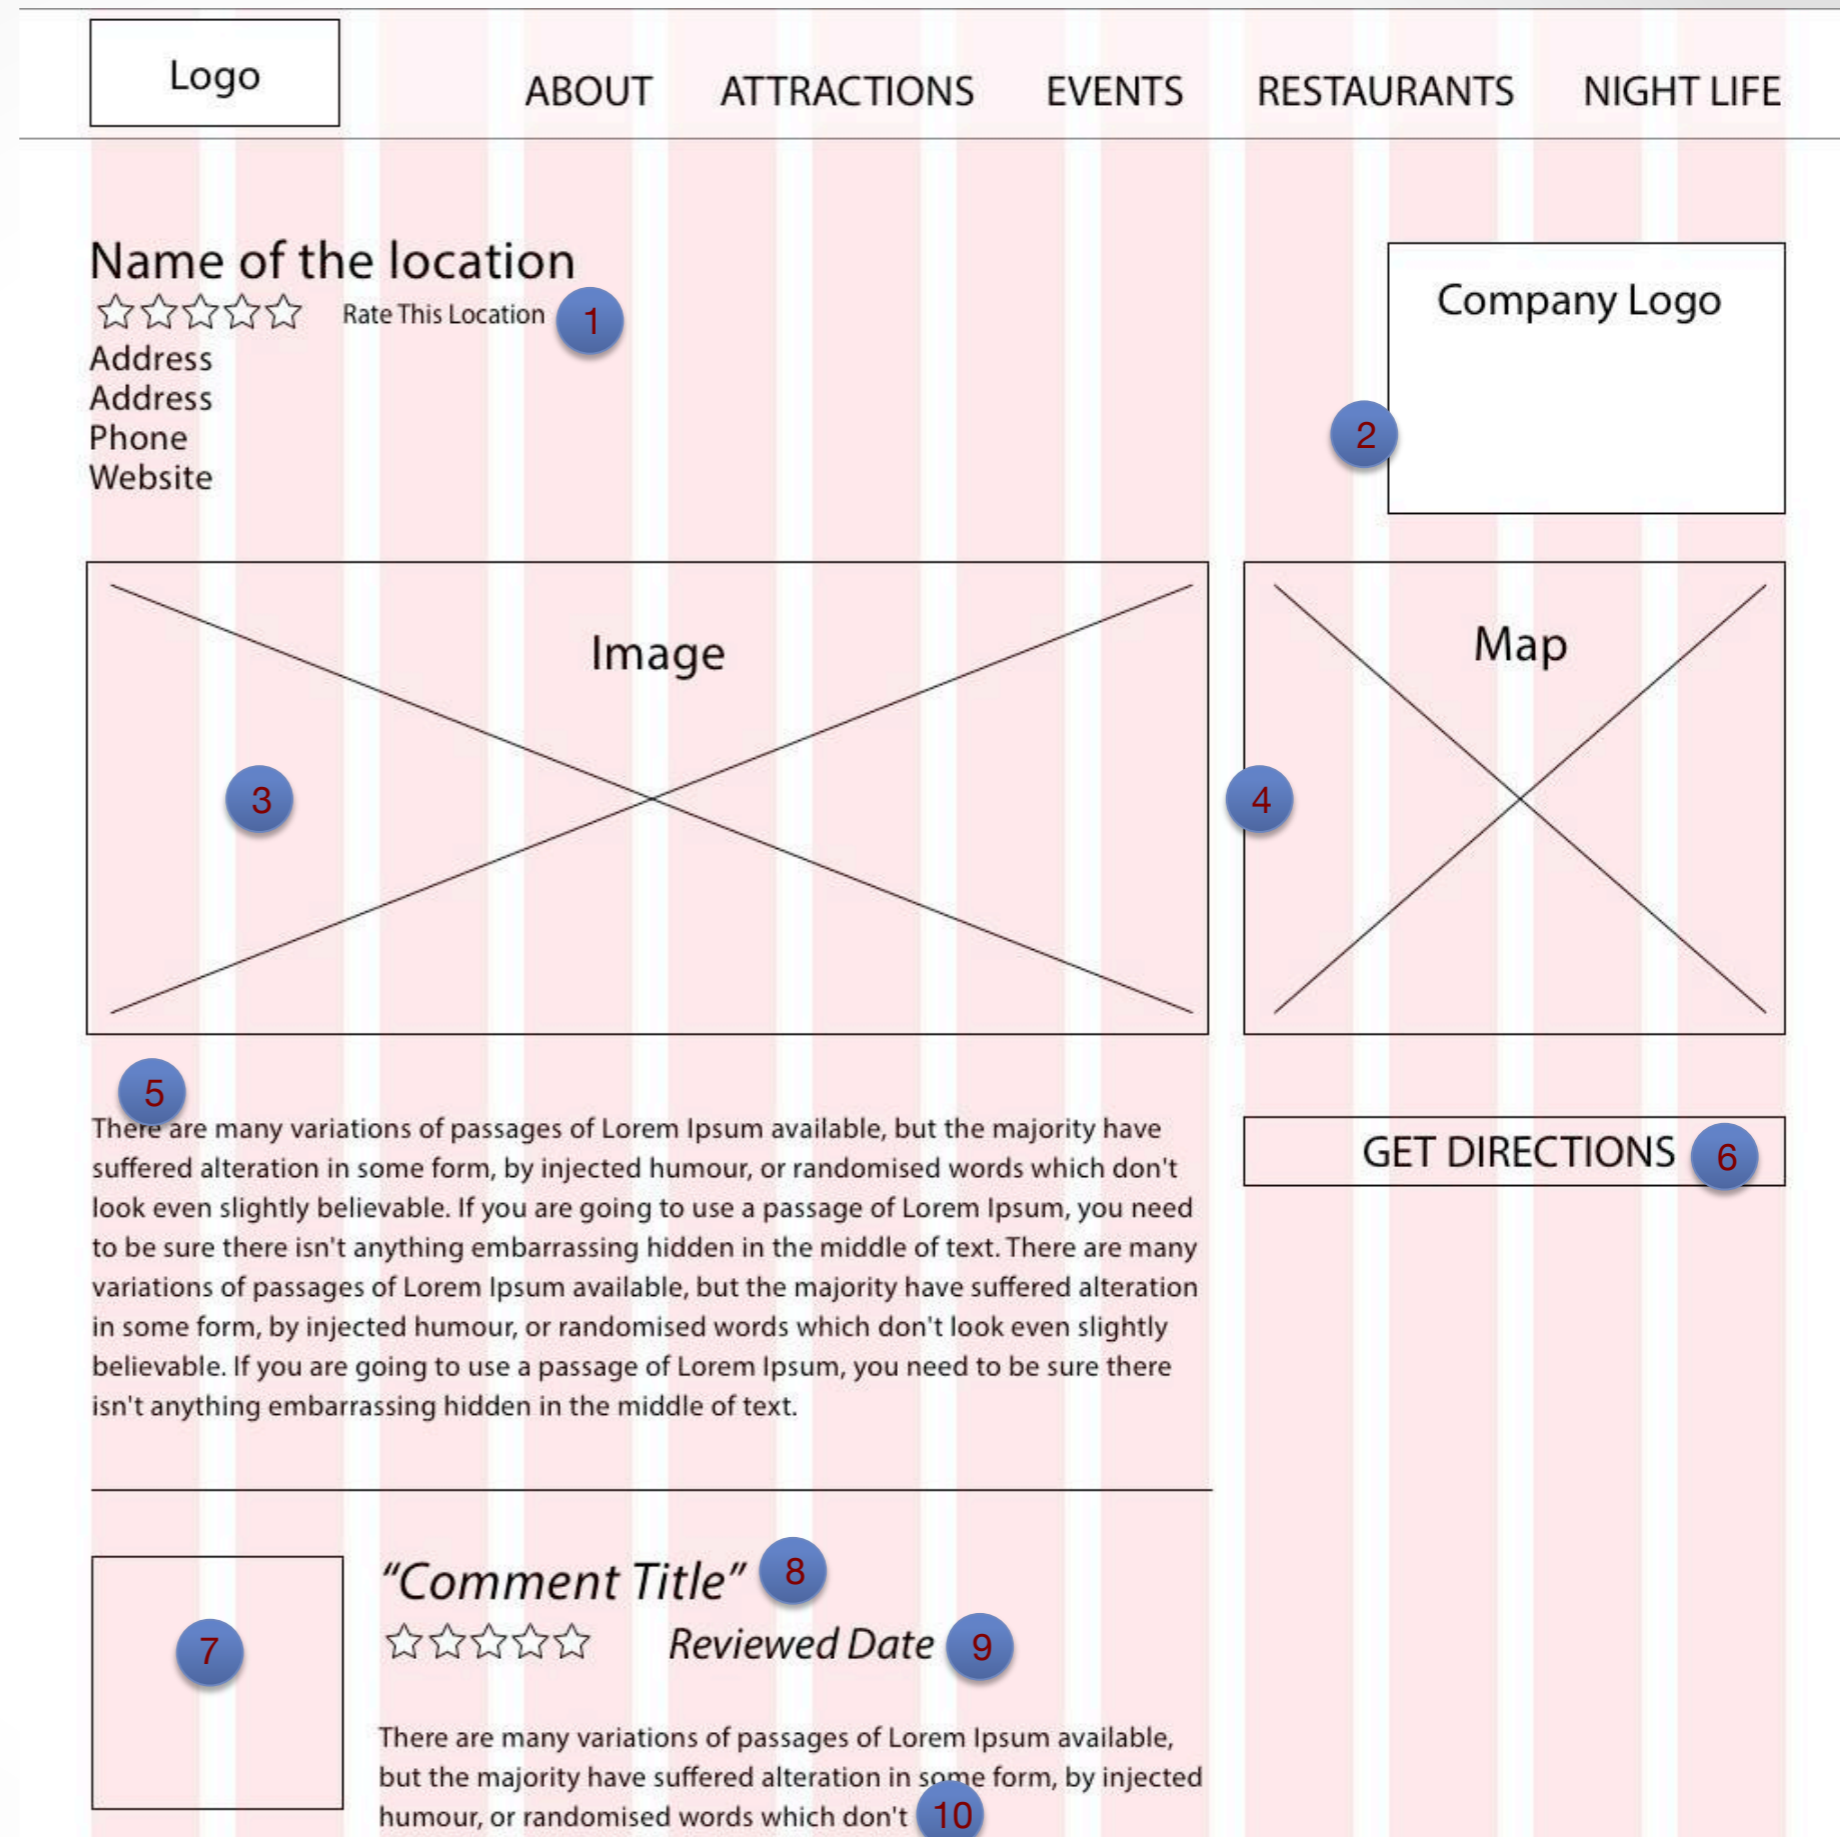 Logo
ABOUT ATTRACTIONS EVENTS RESTAURANTS NIGHT LIFE
Name of the location
Rate This Location 1
Address
Address
Phone
Website
Company Logo
2
Image
3
Map
4
5
There are many variations of passages of Lorem Ipsum available, but the majority have
suffered alteration in some form, by injected humour, or randomised words which don't
look even slightly believable. If you are going to use a passage of Lorem Ipsum, you need
to be sure there isn't anything embarrassing hidden in the middle of text. There are many
variations of passages of Lorem Ipsum available, but the majority have suffered alteration
in some form, by injected humour, or randomised words which don't look even slightly
believable. If you are going to use a passage of Lorem Ipsum, you need to be sure there
isn't anything embarrassing hidden in the middle of text.
GET DIRECTIONS 6
7
“Comment Title” 8
Reviewed Date 9
There are many variations of passages of Lorem Ipsum available,
but the majority have suffered alteration in some form, by injected
humour, or randomised words which don't 10